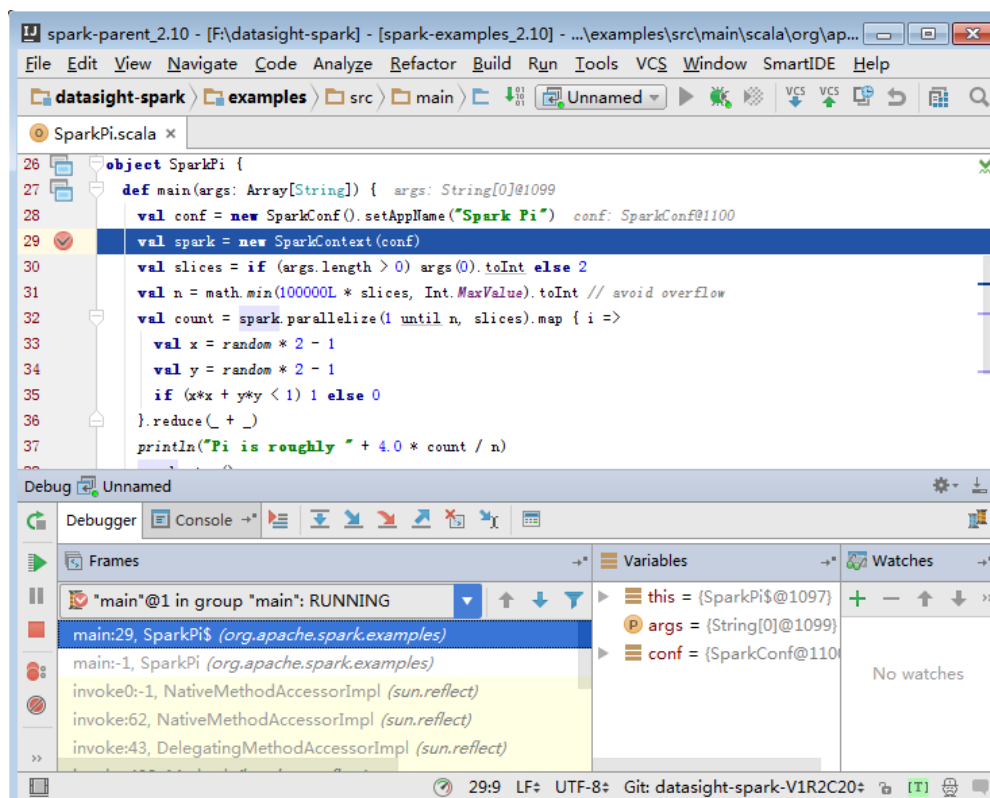 spark-parent_2.10 - [F:\datasight-spark] - [spark-examples_2.10] - ...\examples\src\main\scala\org\ap...
File Edit View Navigate Code Analyze Refactor Build Run Tools VCS Window SmartIDE Help
datasight-spark examples src main Unnamed VCS VCS
SparkPi.scala ×
26 object SparkPi {
27 def main(args: Array[String]) { args: String[0]@1099
28 val conf = new SparkConf().setAppName("Spark Pi") conf: SparkConf@1100
29 val spark = new SparkContext(conf)
30 val slices = if (args.length > 0) args(0).toInt else 2
31 val n = math.min(100000L * slices, Int.MaxValue).toInt // avoid overflow
32 val count = spark.parallelize(1 until n, slices).map { i =>
33 val x = random * 2 - 1
34 val y = random * 2 - 1
35 if (x*x + y*y < 1) 1 else 0
36 }.reduce(_ + _)
37 println("Pi is roughly " + 4.0 * count / n)
Debug Unnamed
Debugger Console
Frames
Variables
Watches
"main"@1 in group "main": RUNNING
main:29, SparkPi$ (org.apache.spark.examples)
main:-1, SparkPi (org.apache.spark.examples)
invoke0:-1, NativeMethodAccessorImpl (sun.reflect)
invoke:62, NativeMethodAccessorImpl (sun.reflect)
invoke:43, DelegatingMethodAccessorImpl (sun.reflect)
this = {SparkPi$@1097}
args = {String[0]@1099}
conf = {SparkConf@110
No watches
29:9 LF UTF-8 Git: datasight-spark-V1R2C20 [T]